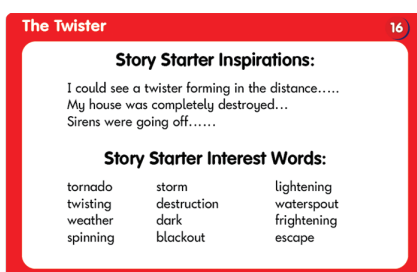 The Twister 16
Story Starter Inspirations:
I could see a twister forming in the distance.....
My house was completely destroyed...
Sirens were going off......
Story Starter Interest Words:
tornado storm lightening
twisting destruction waterspout
weather dark frightening
spinning blackout escape